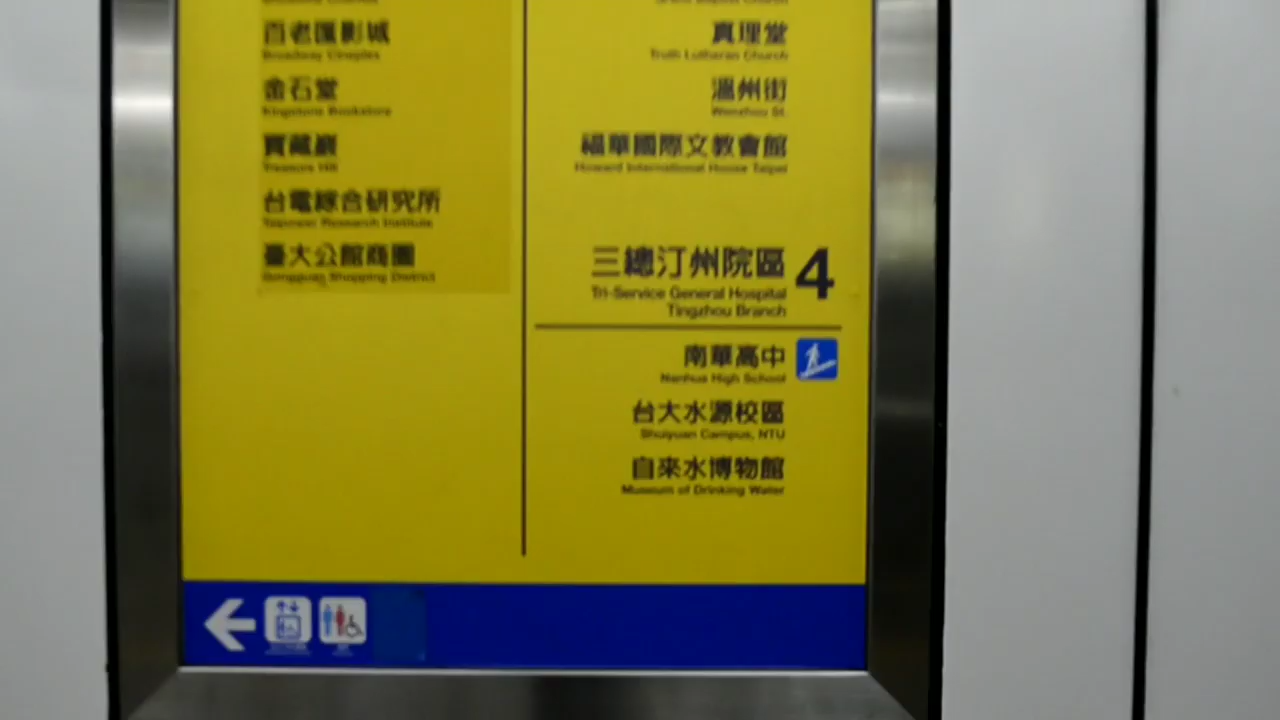 百老匯影城
Broadway Cineplex
金石堂
Kingstone Bookstore
寶藏巖
Treasure Hill
台電綜合研究所
Taipower Research Institute
臺大公館商圈
Gongguan Shopping District
真理堂
Truth Lutheran Church
溫州街
Wenzhou St.
福華國際文教會館
Howard International House Taipei
三總汀州院區 4
Tri-Service General Hospital
Tingzhou Branch
南華高中
Nanhua High School
台大水源校區
Shuiyuan Campus, NTU
自來水博物館
Museum of Drinking Water